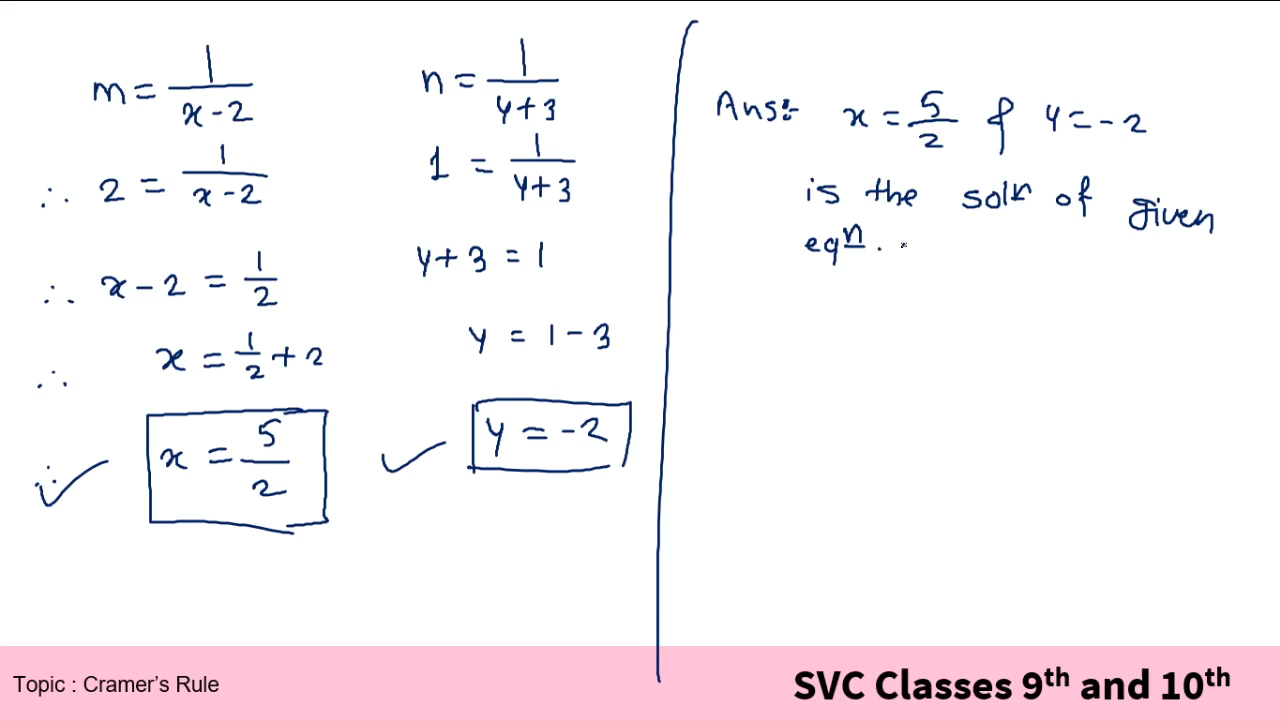 m = 1/(x-2)
∴ 2 = 1/(x-2)
∴ x - 2 = 1/2
∴ x = 1/2 + 2
∴ x = 5/2
n = 1/(y+3)
1 = 1/(y+3)
y + 3 = 1
y = 1 - 3
y = -2
Ans:- x = 5/2 & y = -2
is the solⁿ of given
eqⁿ.
Topic : Cramer's Rule
SVC Classes 9th and 10th